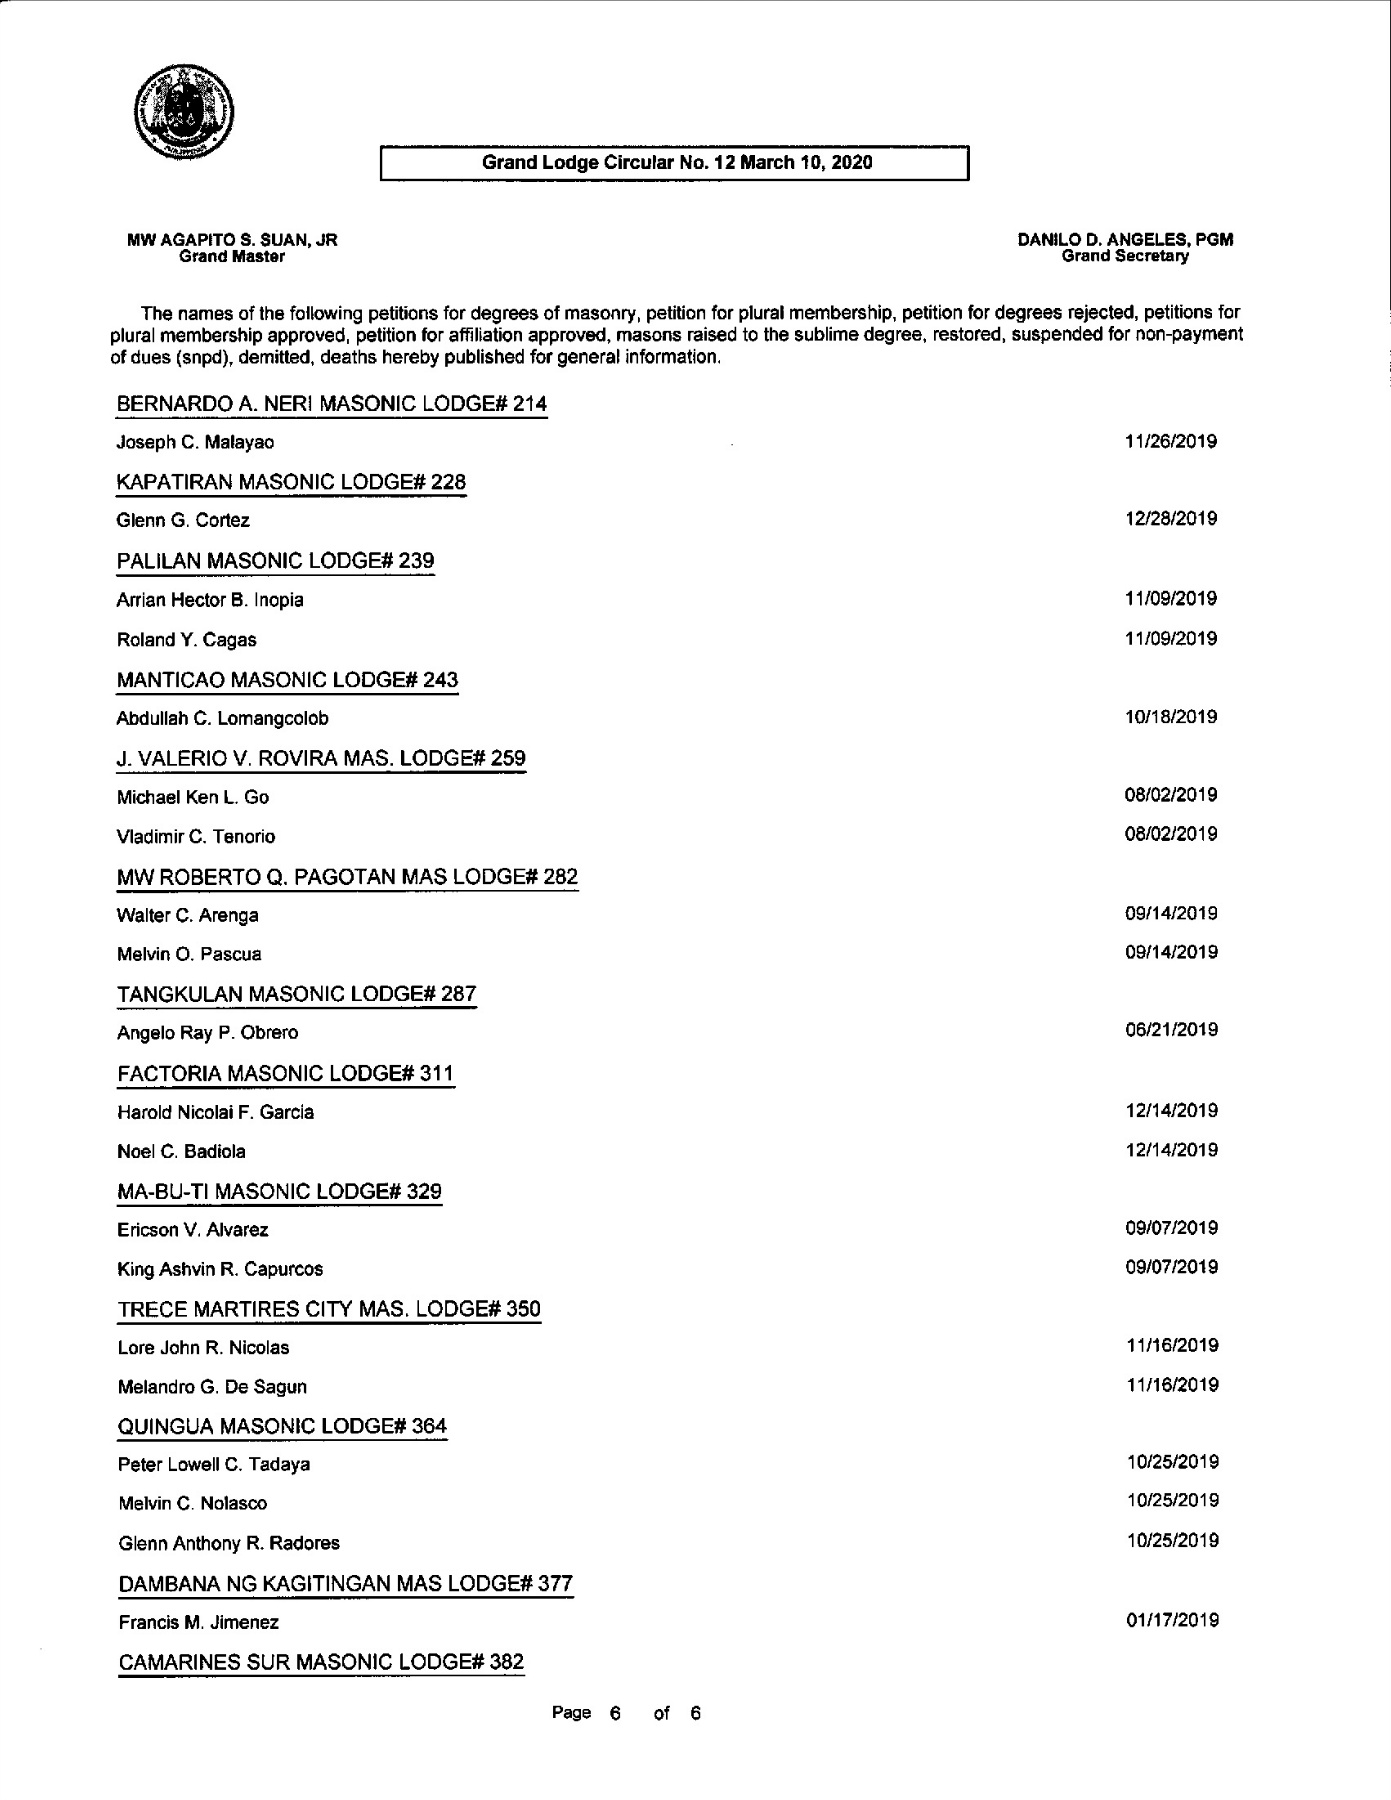 Grand Lodge Circular No. 12 March 10, 2020
MW AGAPITO S. SUAN, JR
Grand Master
DANILO D. ANGELES, PGM
Grand Secretary
The names of the following petitions for degrees of masonry, petition for plural membership, petition for degrees rejected, petitions for
plural membership approved, petition for affiliation approved, masons raised to the sublime degree, restored, suspended for non-payment
of dues (snpd), demitted, deaths hereby published for general information.
BERNARDO A. NERI MASONIC LODGE# 214
Joseph C. Malayao 11/26/2019
KAPATIRAN MASONIC LODGE# 228
Glenn G. Cortez 12/28/2019
PALILAN MASONIC LODGE# 239
Arrian Hector B. Inopia 11/09/2019
Roland Y. Cagas 11/09/2019
MANTICAO MASONIC LODGE# 243
Abdullah C. Lomangcolob 10/18/2019
J. VALERIO V. ROVIRA MAS. LODGE# 259
Michael Ken L. Go 08/02/2019
Vladimir C. Tenorio 08/02/2019
MW ROBERTO Q. PAGOTAN MAS LODGE# 282
Walter C. Arenga 09/14/2019
Melvin O. Pascua 09/14/2019
TANGKULAN MASONIC LODGE# 287
Angelo Ray P. Obrero 06/21/2019
FACTORIA MASONIC LODGE# 311
Harold Nicolai F. Garcia 12/14/2019
Noel C. Badiola 12/14/2019
MA-BU-TI MASONIC LODGE# 329
Ericson V. Alvarez 09/07/2019
King Ashvin R. Capurcos 09/07/2019
TRECE MARTIRES CITY MAS. LODGE# 350
Lore John R. Nicolas 11/16/2019
Melandro G. De Sagun 11/16/2019
QUINGUA MASONIC LODGE# 364
Peter Lowell C. Tadaya 10/25/2019
Melvin C. Nolasco 10/25/2019
Glenn Anthony R. Radores 10/25/2019
DAMBANA NG KAGITINGAN MAS LODGE# 377
Francis M. Jimenez 01/17/2019
CAMARINES SUR MASONIC LODGE# 382
Page 6 of 6